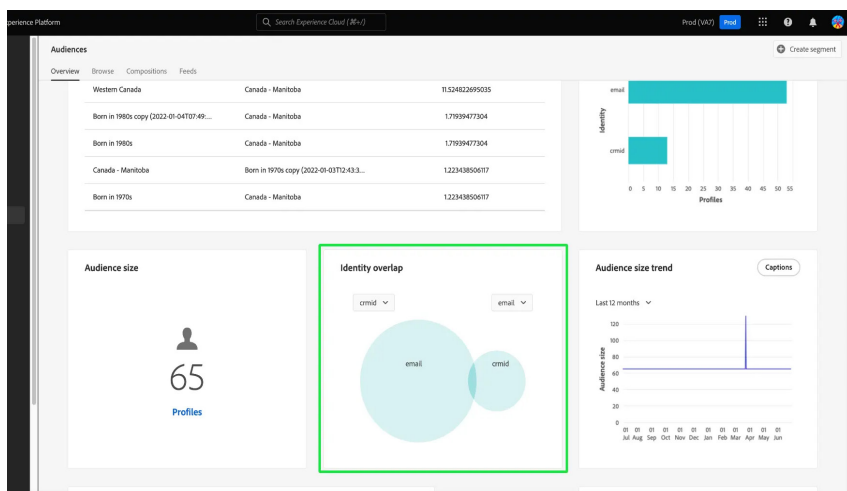 perience Platform
Search Experience Cloud (⌘+/)
Prod (VA7) Prod
Audiences
Create segment
Overview Browse Compositions Feeds
Western Canada Canada - Manitoba 11.524822695035
Born in 1980s copy (2022-01-04T07:49:... Canada - Manitoba 1.71939477304
Born in 1980s Canada - Manitoba 1.71939477304
Canada - Manitoba Born in 1970s copy (2022-01-03T12:43:3... 1.223438506117
Born in 1970s Canada - Manitoba 1.223438506117
Identity
email
crmid
0 5 10 15 20 25 30 35 40 45 50 55
Profiles
Audience size
65
Profiles
Identity overlap
crmid email
email crmid
Audience size trend Captions
Last 12 months
Audience size
120
100
80
60
40
20
0
01 01 01 01 01 01 01 01 01 01 01 01
Jul Aug Sep Oct Nov Dec Jan Feb Mar Apr May Jun